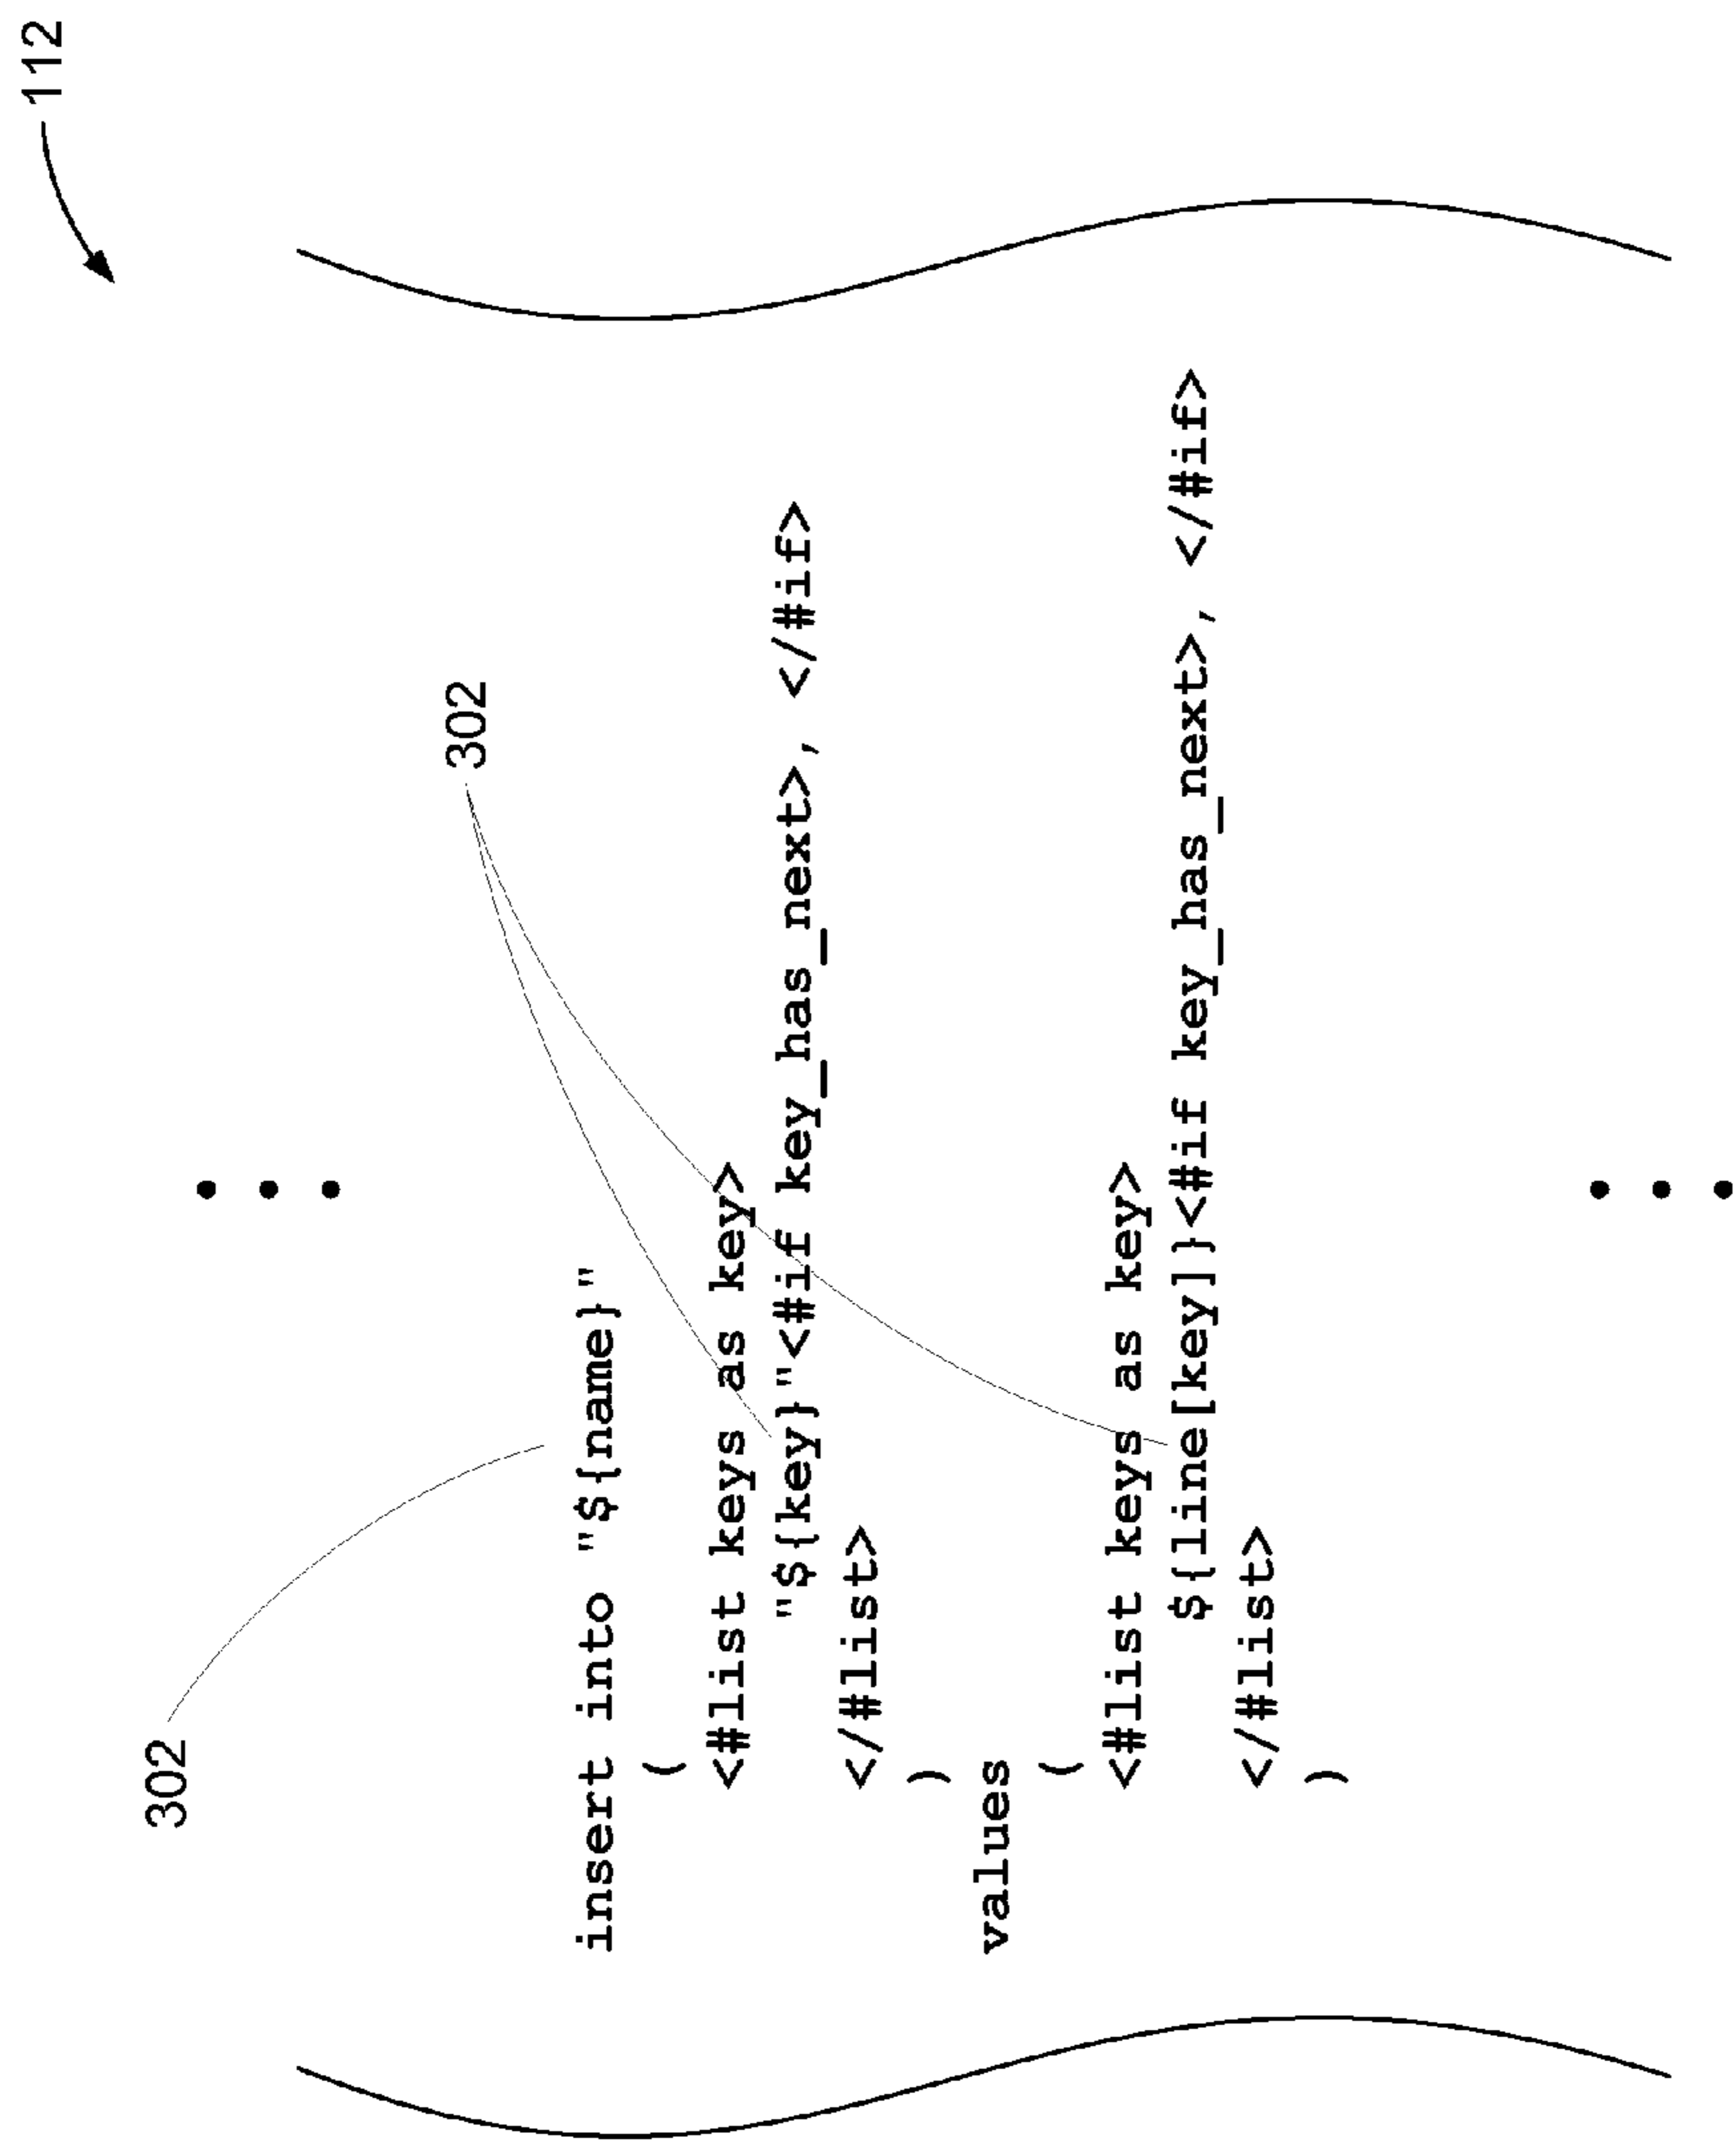 112
302
302
insert into "${name}"
(
<#list keys as key>
"${key}"<#if key_has_next>, </#if>
</#list>
)
values
(
<#list keys as key>
${line[key]}<#if key_has_next>, </#if>
</#list>
)